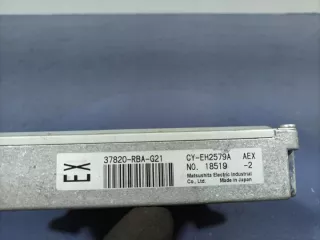 EX
37820-RBA-G21
CY-EH2579A AEX
NO. 18519 -2
Matsushita Electric Industrial
Co., Ltd. Made in Japan